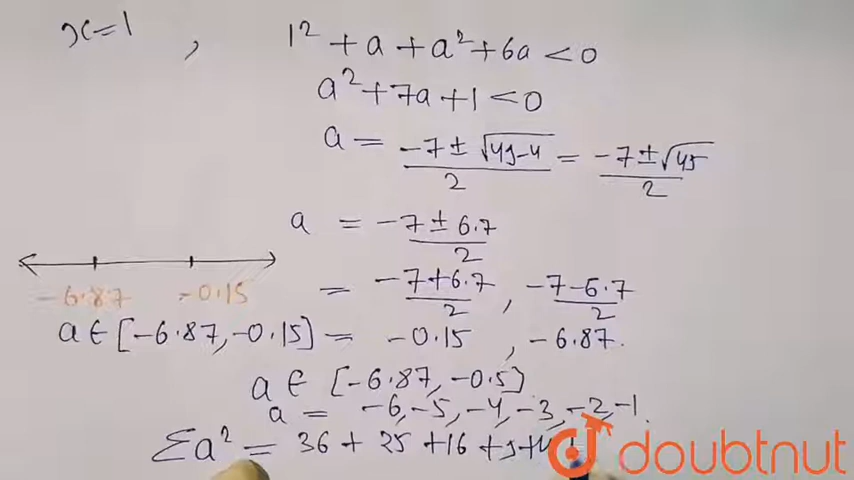 x=1 , 1² + a + a² + 6a < 0
a² + 7a + 1 < 0
a = (-7 ± √(49-4))/2 = (-7 ± √45)/2
a = (-7 ± 6.7)/2
= (-7+6.7)/2 , (-7-6.7)/2
-6.87 -0.15
a ∈ [-6.87, -0.15] = -0.15 , -6.87.
a ∈ [-6.87, -0.5]
a = -6, -5, -4, -3, -2, -1.
Σa² = 36 + 25 + 16 + 9 + 4
doubtnut